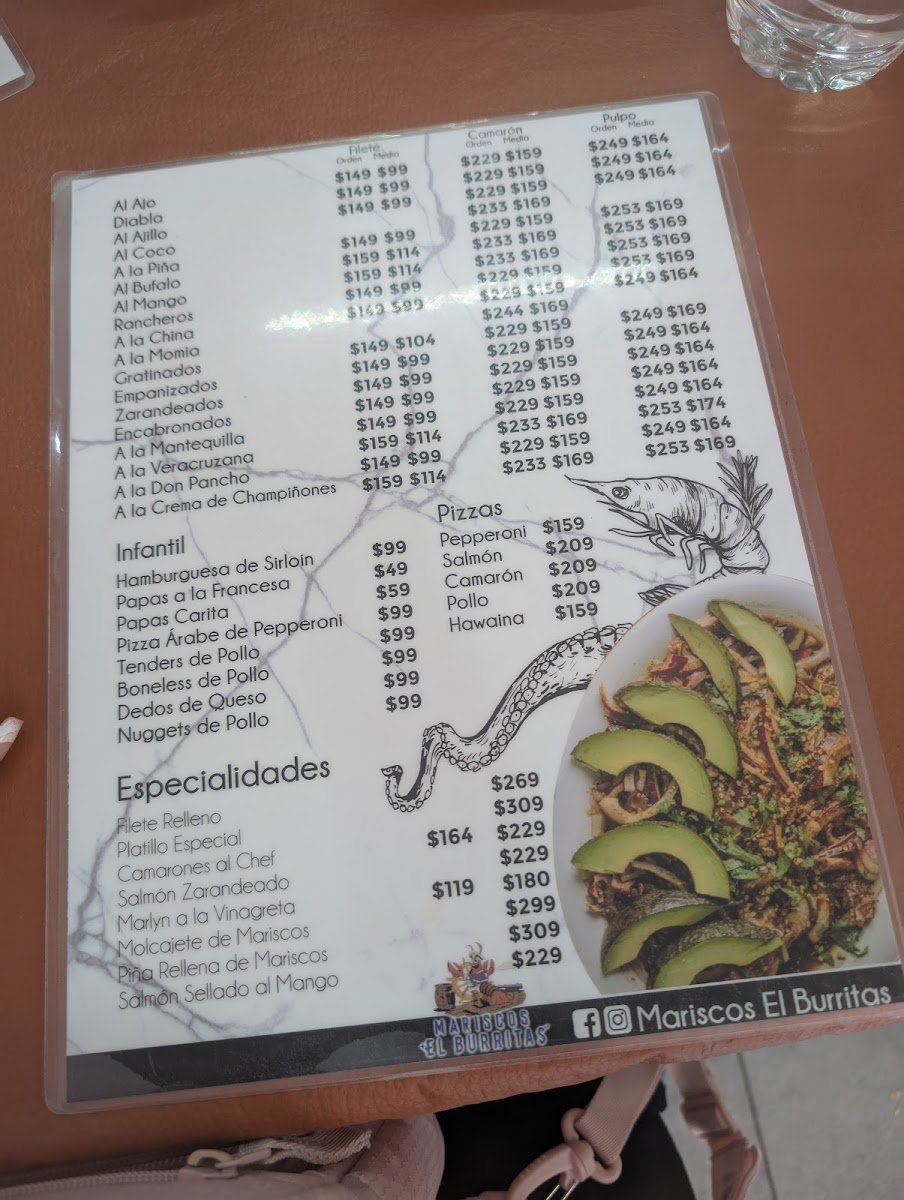 Filete Camarón Pulpo
Orden Medio Orden Medio Orden Medio
Al Ajo $149 $99 $229 $159 $249 $164
Diabla $149 $99 $229 $159 $249 $164
Al Ajillo $149 $99 $229 $159 $249 $164
Al Coco $233 $169
A la Piña $149 $99 $229 $159 $253 $169
Al Bufalo $159 $114 $233 $169 $253 $169
Al Mango $159 $114 $233 $169 $253 $169
Rancheros $149 $99 $229 $159 $253 $169
A la China $149 $99 $229 $159 $249 $164
A la Momia $244 $169
Gratinados $149 $104 $229 $159 $249 $169
Empanizados $149 $99 $229 $159 $249 $164
Zarandeados $149 $99 $229 $159 $249 $164
Encabronados $149 $99 $229 $159 $249 $164
A la Mantequilla $149 $99 $229 $159 $249 $164
A la Veracruzana $159 $114 $233 $169 $253 $174
A la Don Pancho $149 $99 $229 $159 $249 $164
A la Crema de Champiñones $159 $114 $233 $169 $253 $169
Infantil
Hamburguesa de Sirloin $99
Papas a la Francesa $49
Papas Carita $59
Pizza Árabe de Pepperoni $99
Tenders de Pollo $99
Boneless de Pollo $99
Dedos de Queso $99
Nuggets de Pollo $99
Pizzas
Pepperoni $159
Salmón $209
Camarón $209
Pollo $209
Hawaina $159
Especialidades
Filete Relleno $269
Platillo Especial $309
Camarones al Chef $164 $229
Salmón Zarandeado $229
Marlyn a la Vinagreta $119 $180
Molcajete de Mariscos $299
Piña Rellena de Mariscos $309
Salmón Sellado al Mango $229
MARISCOS
"EL BURRITAS"
Mariscos El Burritas